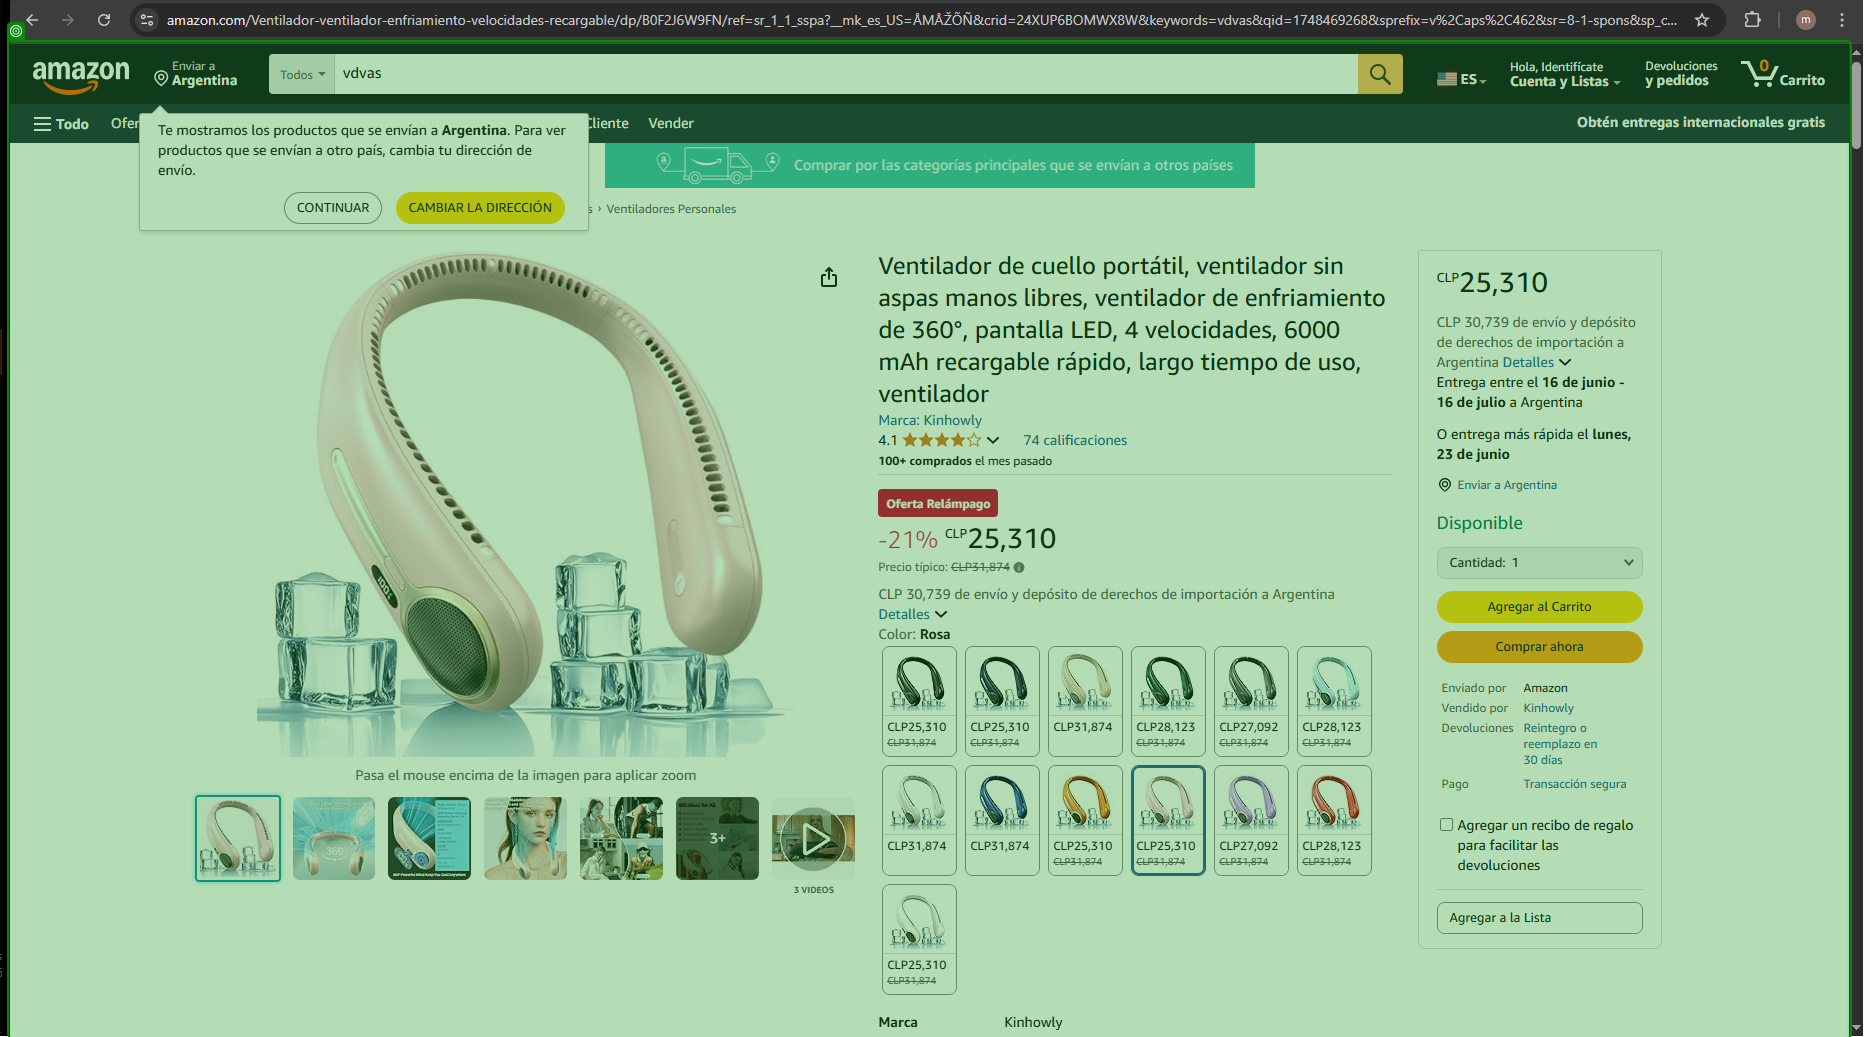 amazon.com/Ventilador-ventilador-enfriamiento-velocidades-recargable/dp/B0F2J6W9FN/ref=sr_1_1_sspa?__mk_es_US=ÅMÅŽÕÑ&crid=24XUP6BOMWX8W&keywords=vdvas&qid=1748469268&sprefix=v%2Caps%2C462&sr=8-1-spons&sp_c...
m
amazon
Enviar a
Argentina
Todos
vdvas
ES
Hola, Identifícate
Cuenta y Listas
Devoluciones
y pedidos
0
Carrito
Todo
Ofer
Cliente
Vender
Obtén entregas internacionales gratis
Te mostramos los productos que se envían a Argentina. Para ver
productos que se envían a otro país, cambia tu dirección de
envío.
CONTINUAR
CAMBIAR LA DIRECCIÓN
Comprar por las categorías principales que se envían a otros países
s › Ventiladores Personales
Ventilador de cuello portátil, ventilador sin
aspas manos libres, ventilador de enfriamiento
de 360°, pantalla LED, 4 velocidades, 6000
mAh recargable rápido, largo tiempo de uso,
ventilador
Marca: Kinhowly
4.1
74 calificaciones
100+ comprados el mes pasado
Oferta Relámpago
-21% CLP25,310
Precio típico: CLP31,874
CLP 30,739 de envío y depósito de derechos de importación a Argentina
Detalles
Color: Rosa
CLP25,310 CLP25,310 CLP31,874 CLP28,123 CLP27,092 CLP28,123
CLP31,874 CLP31,874 CLP31,874 CLP31,874 CLP31,874
CLP31,874 CLP31,874 CLP25,310 CLP25,310 CLP27,092 CLP28,123
CLP31,874 CLP31,874 CLP31,874 CLP31,874
CLP25,310
CLP31,874
Marca Kinhowly
100
Pasa el mouse encima de la imagen para aplicar zoom
360
3+
3 VIDEOS
CLP25,310
CLP 30,739 de envío y depósito
de derechos de importación a
Argentina Detalles
Entrega entre el 16 de junio -
16 de julio a Argentina
O entrega más rápida el lunes,
23 de junio
Enviar a Argentina
Disponible
Cantidad: 1
Agregar al Carrito
Comprar ahora
Enviado por Amazon
Vendido por Kinhowly
Devoluciones Reintegro o
reemplazo en
30 días
Pago Transacción segura
Agregar un recibo de regalo
para facilitar las
devoluciones
Agregar a la Lista